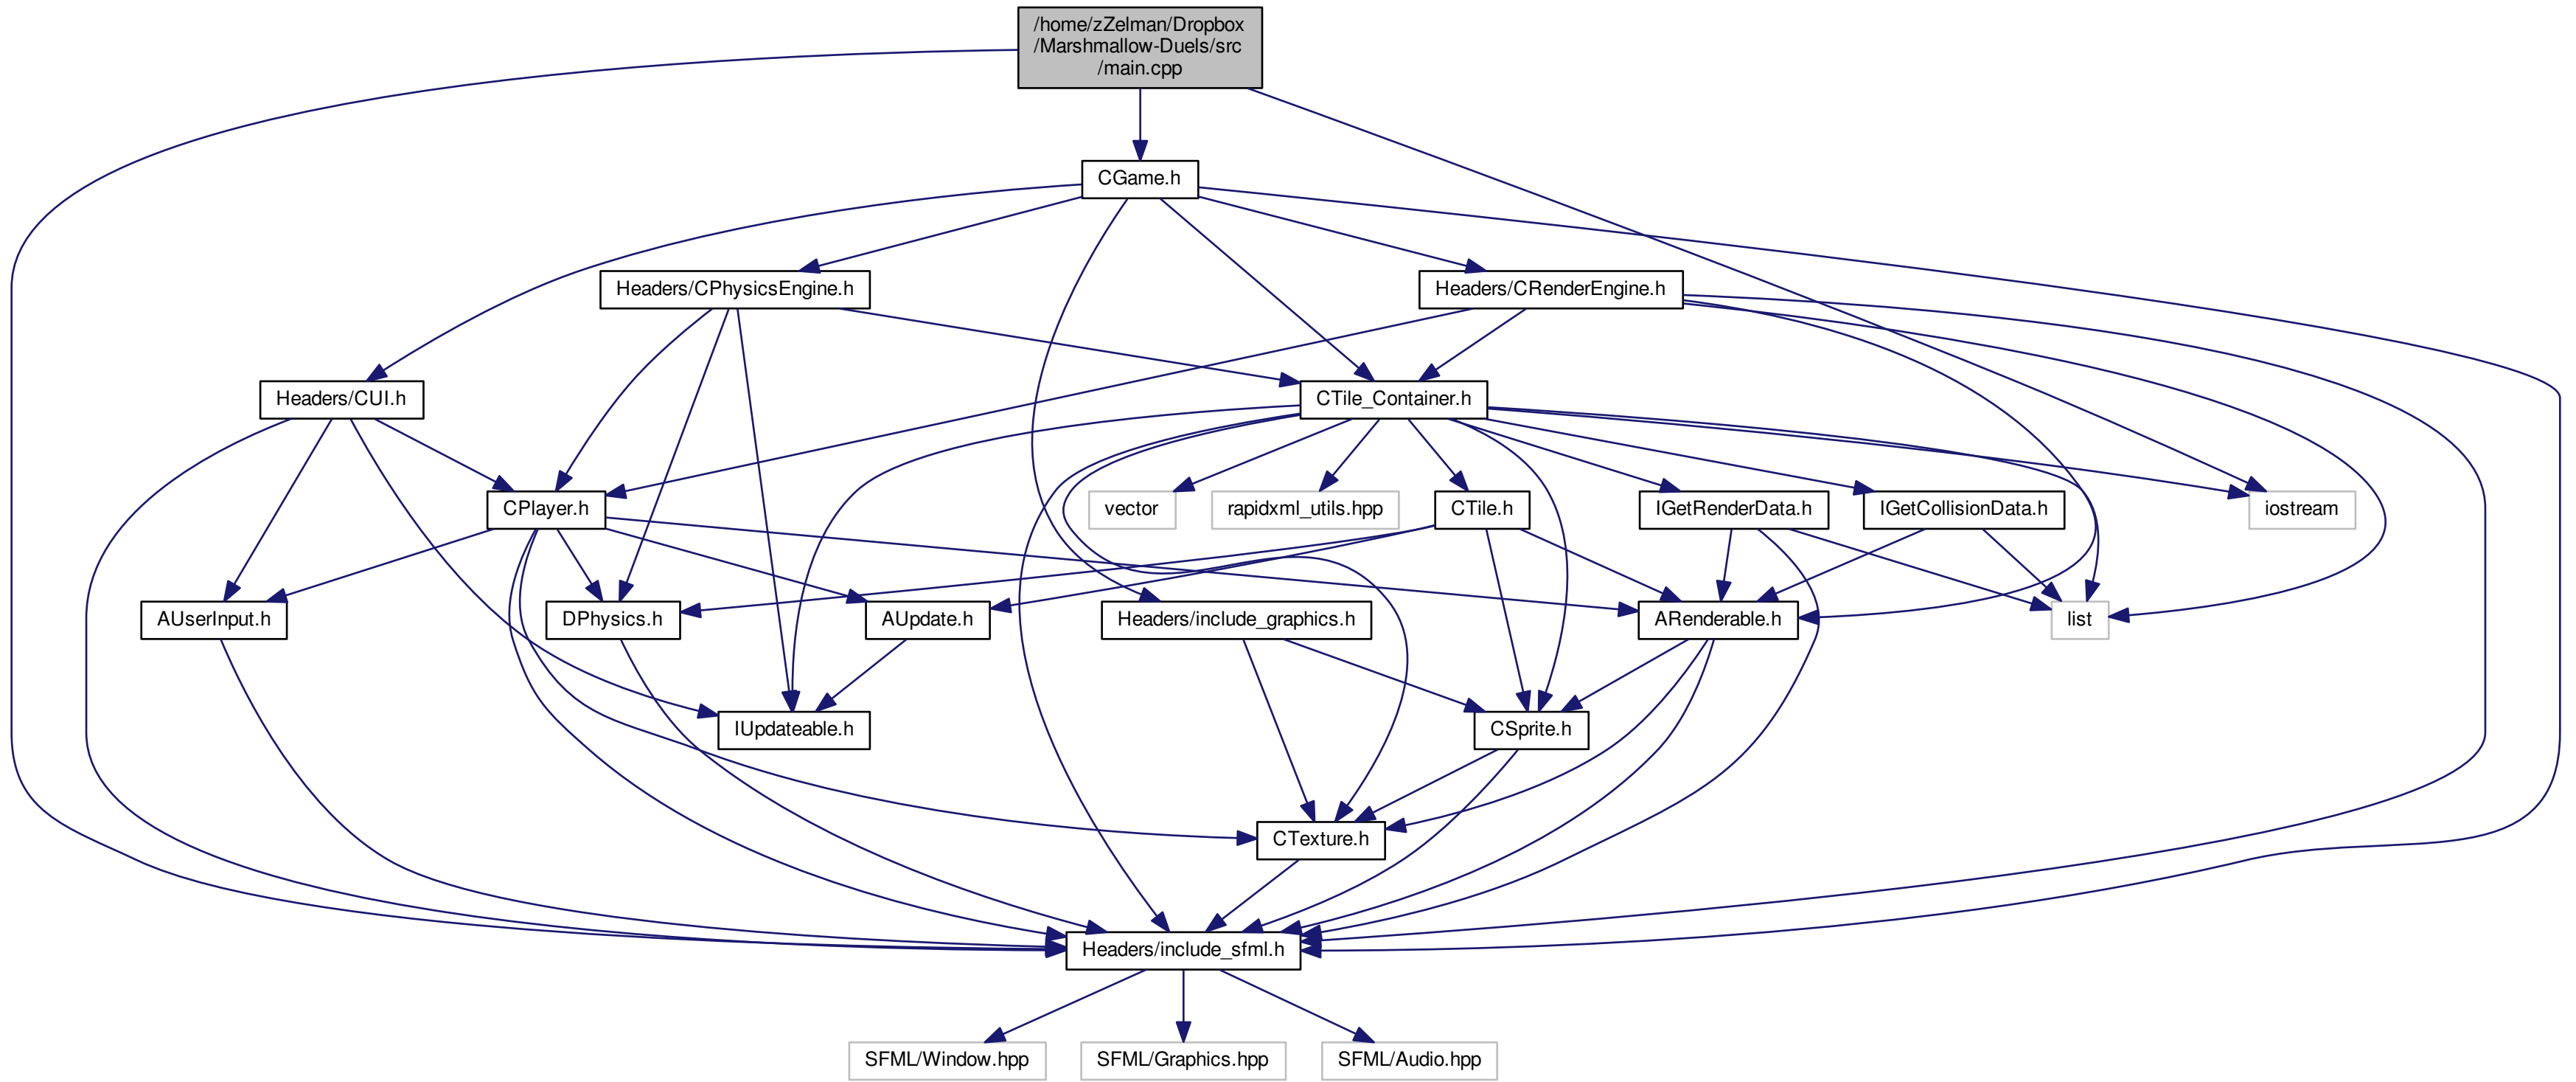 /home/zZelman/Dropbox
/Marshmallow-Duels/src
/main.cpp
CGame.h
Headers/CPhysicsEngine.h
Headers/CRenderEngine.h
Headers/CUI.h
CTile_Container.h
CPlayer.h
vector
rapidxml_utils.hpp
CTile.h
IGetRenderData.h
IGetCollisionData.h
iostream
AUserInput.h
DPhysics.h
AUpdate.h
Headers/include_graphics.h
ARenderable.h
list
IUpdateable.h
CSprite.h
CTexture.h
Headers/include_sfml.h
SFML/Window.hpp
SFML/Graphics.hpp
SFML/Audio.hpp